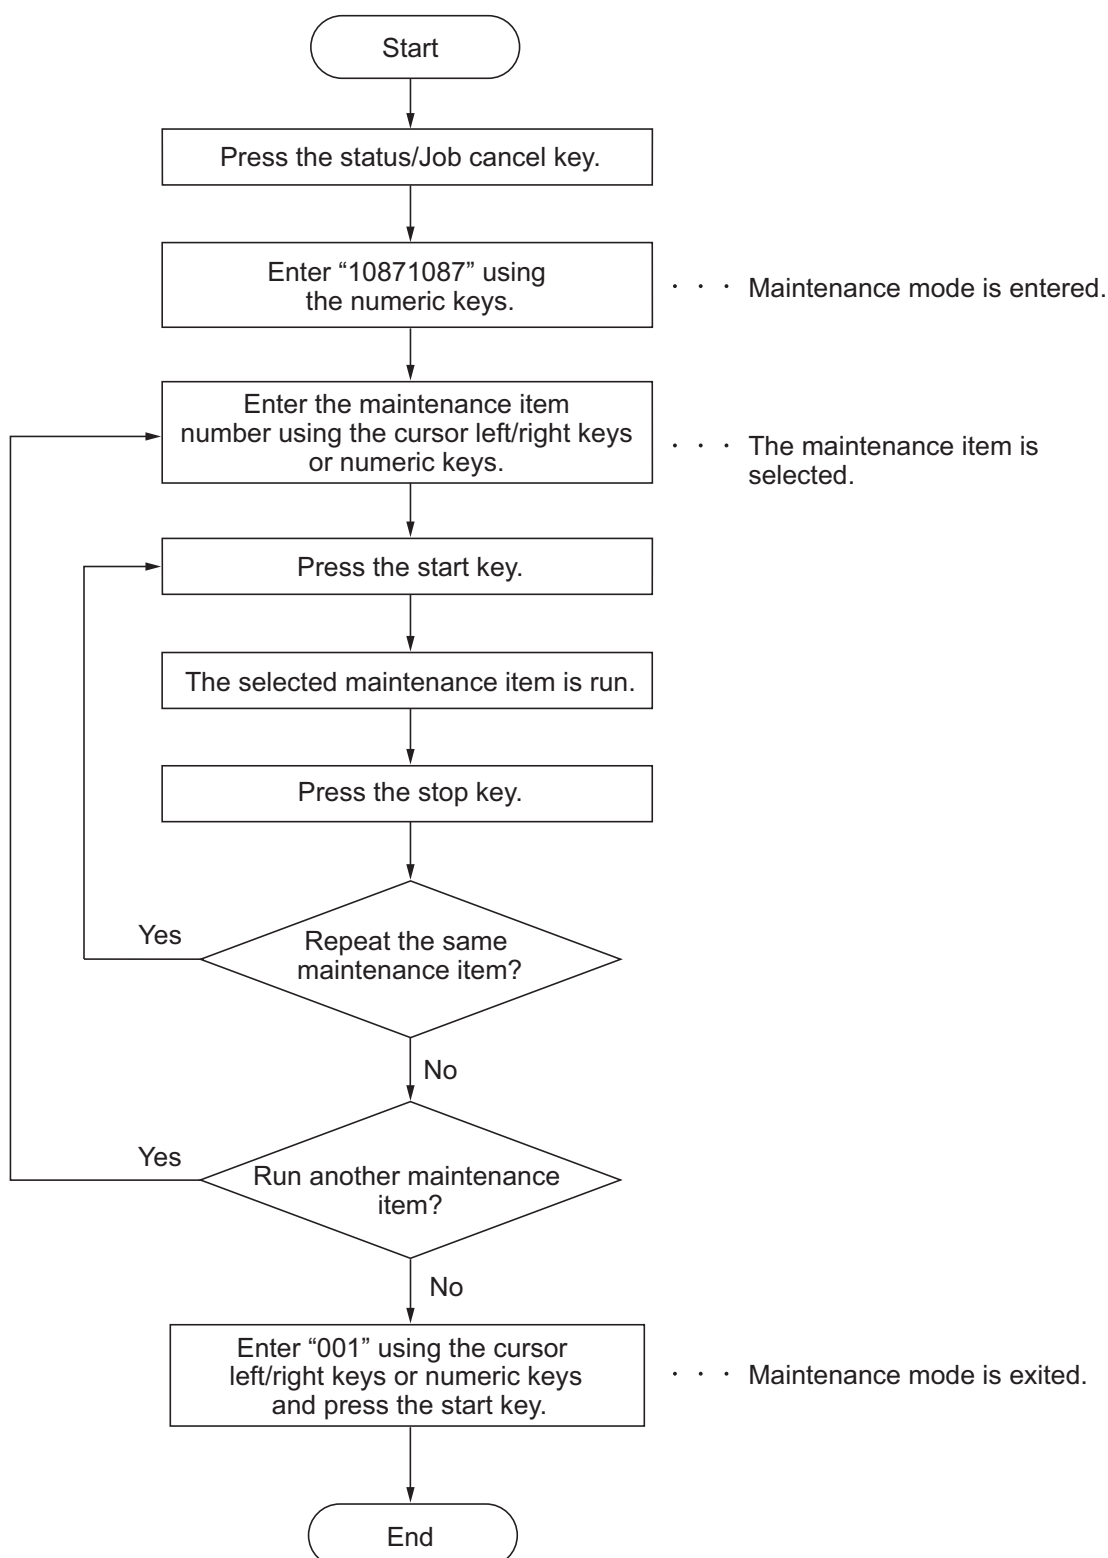 Start
Press the status/Job cancel key.
Enter “10871087” using
the numeric keys.
· · · Maintenance mode is entered.
Enter the maintenance item
number using the cursor left/right keys
or numeric keys.
· · · The maintenance item is
selected.
Press the start key.
The selected maintenance item is run.
Press the stop key.
Yes
Repeat the same
maintenance item?
No
Yes
Run another maintenance
item?
No
Enter “001” using the cursor
left/right keys or numeric keys
and press the start key.
· · · Maintenance mode is exited.
End